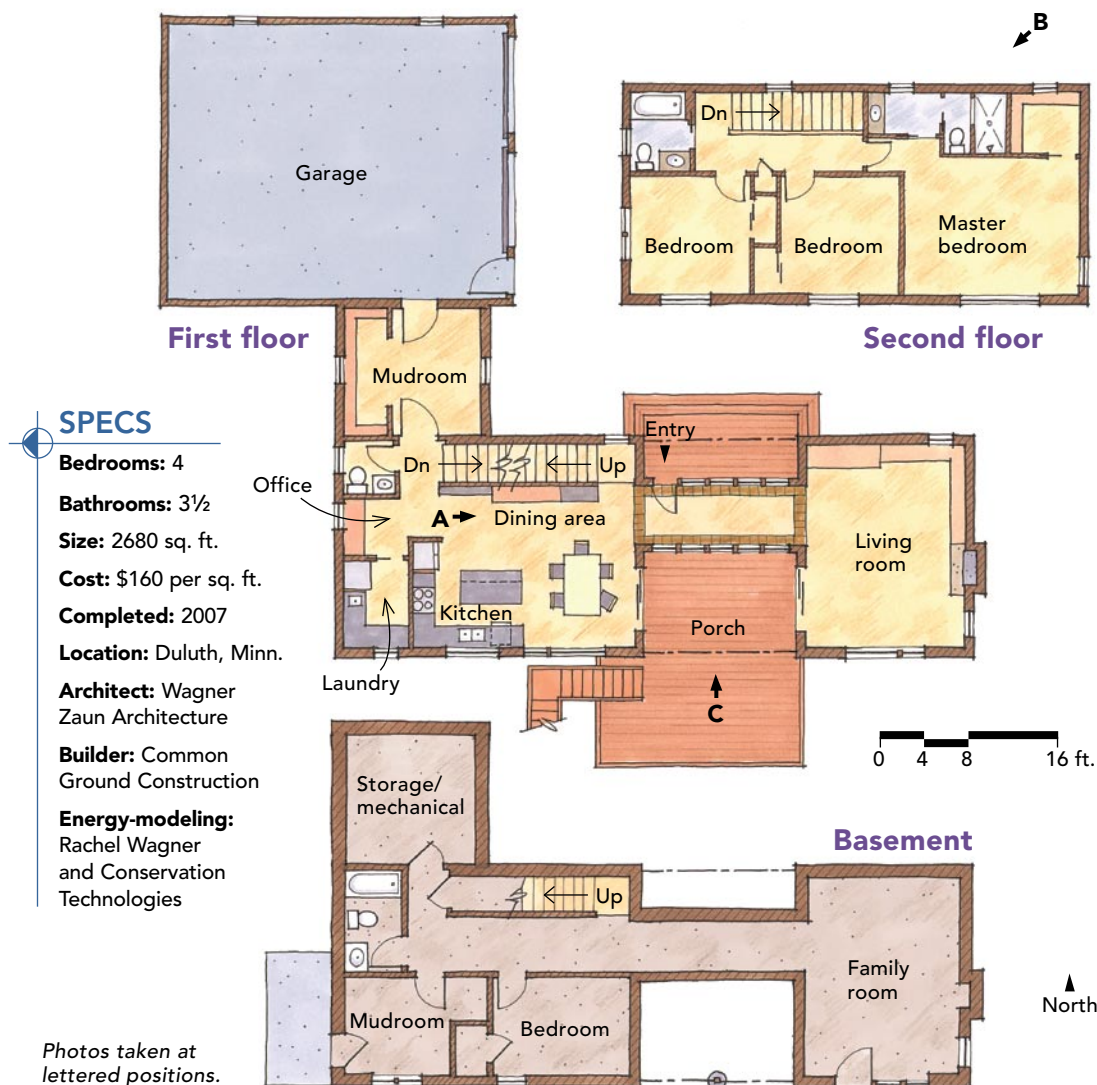 B
Dn
Garage
Bedroom
Bedroom
Master
bedroom
First floor
Second floor
Mudroom
SPECS
Bedrooms: 4
Bathrooms: 3½
Size: 2680 sq. ft.
Cost: $160 per sq. ft.
Completed: 2007
Location: Duluth, Minn.
Architect: Wagner
Zaun Architecture
Builder: Common
Ground Construction
Energy-modeling:
Rachel Wagner
and Conservation
Technologies
Entry
Dn
Up
Office
A
Dining area
Living
room
Kitchen
Porch
Laundry
C
0 4 8 16 ft.
Storage/
mechanical
Basement
Up
Family
room
North
Mudroom
Bedroom
Photos taken at
lettered positions.